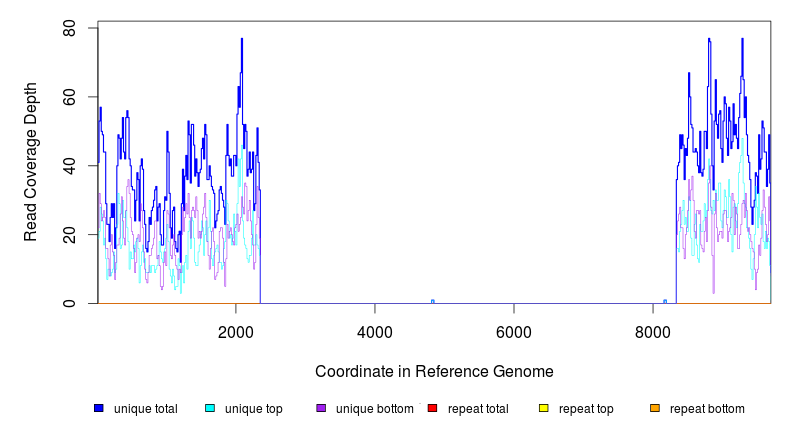 80
60
40
20
0
Read Coverage Depth
2000 4000 6000 8000
Coordinate in Reference Genome
unique total unique top unique bottom repeat total repeat top repeat bottom